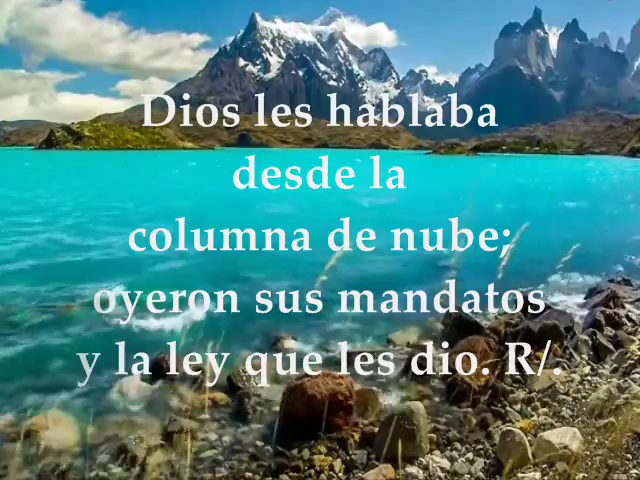 Dios les hablaba
desde la
columna de nube;
oyeron sus mandatos
y la ley que les dio. R/.